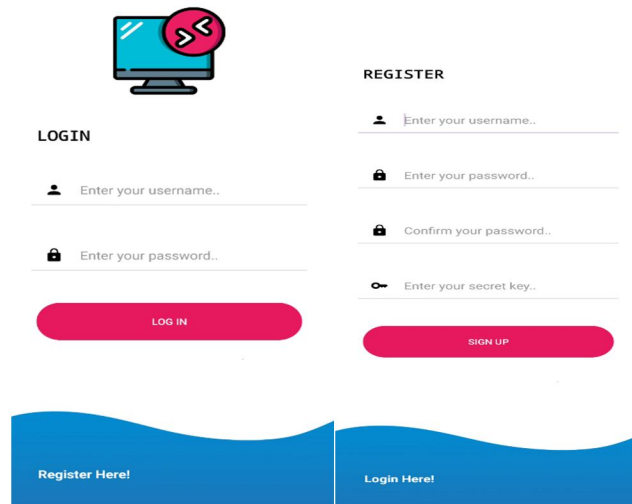 LOGIN
Enter your username..
Enter your password..
LOG IN
Register Here!
REGISTER
Enter your username..
Enter your password..
Confirm your password..
Enter your secret key..
SIGN UP
Login Here!